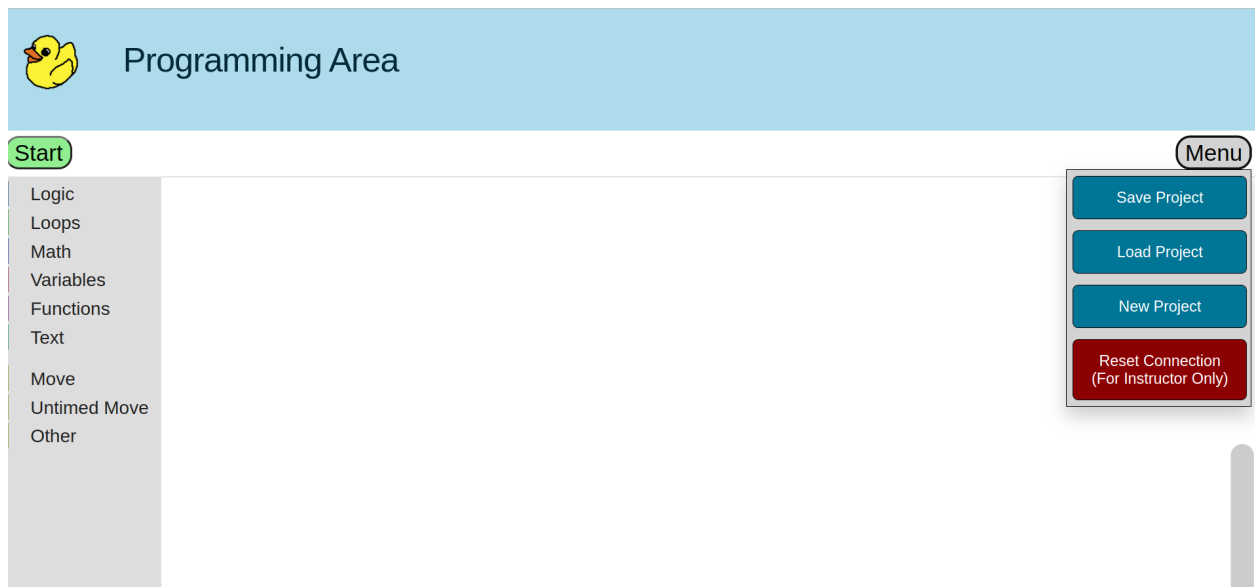 Programming Area
Start
Menu
Logic
Loops
Math
Variables
Functions
Text
Move
Untimed Move
Other
Save Project
Load Project
New Project
Reset Connection
(For Instructor Only)